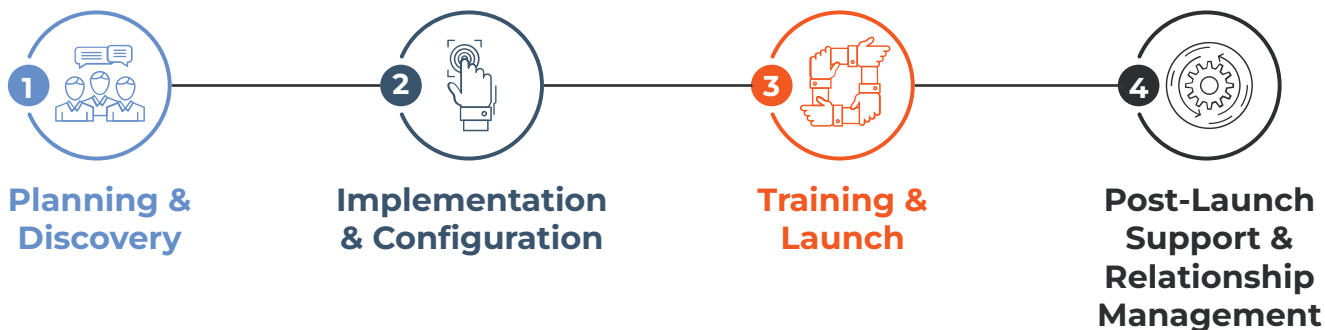 1
Planning &
Discovery
2
Implementation
& Configuration
3
Training &
Launch
4
Post-Launch
Support &
Relationship
Management